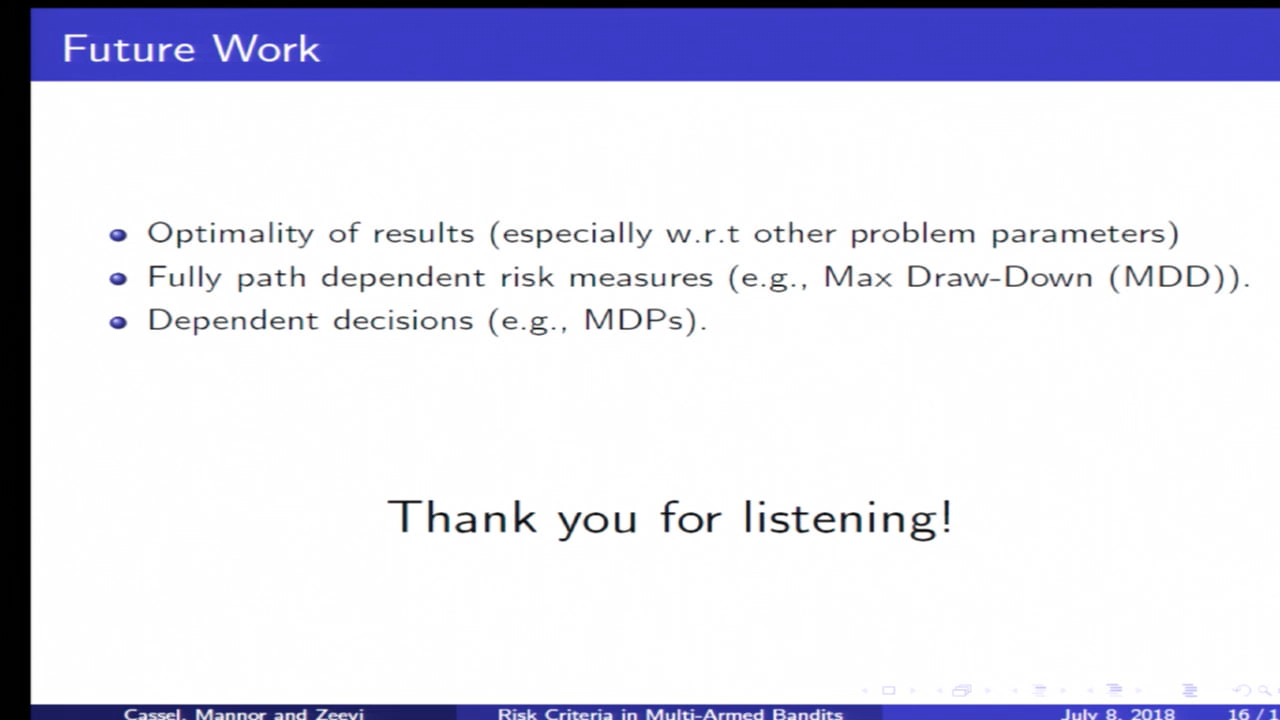 Future Work
Optimality of results (especially w.r.t other problem parameters)
Fully path dependent risk measures (e.g., Max Draw-Down (MDD)).
Dependent decisions (e.g., MDPs).
Thank you for listening!
Cassel, Mannor and Zeevi Risk Criteria in Multi-Armed Bandits July 8, 2018 16 / 1